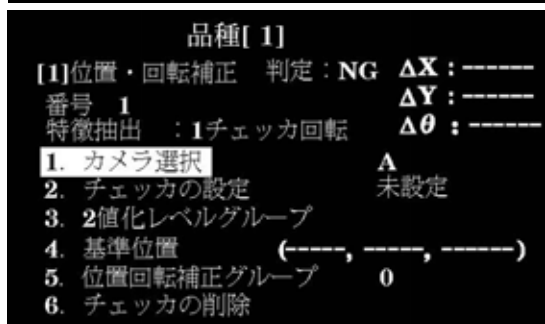 品種[ 1]
[1]位置・回転補正 判定：NG ΔX：------
番号 1 ΔY：------
特徴抽出 ：1チェッカ回転 Δθ：------
1. カメラ選択 A
2. チェッカの設定 未設定
3. 2値化レベルグループ
4. 基準位置 (-----, -----, ------)
5. 位置回転補正グループ 0
6. チェッカの削除